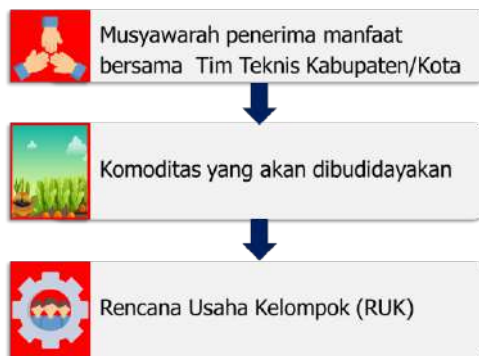 Musyawarah penerima manfaat
bersama Tim Teknis Kabupaten/Kota
Komoditas yang akan dibudidayakan
Rencana Usaha Kelompok (RUK)